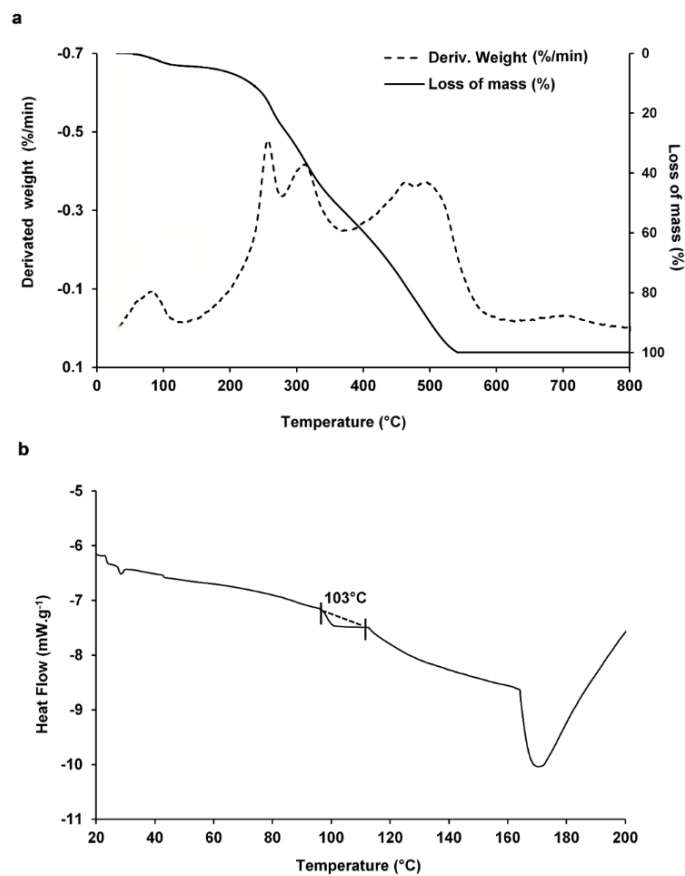 a
-0.7
-0.5
-0.3
-0.1
0.1
Derivated weight (%/min)
Deriv. Weight (%/min)
Loss of mass (%)
0
20
40
60
80
100
Loss of mass (%)
0 100 200 300 400 500 600 700 800
Temperature (°C)
b
-5
-6
-7
-8
-9
-10
-11
Heat Flow (mW.g-1)
103°C
20 40 60 80 100 120 140 160 180 200
Temperature (°C)